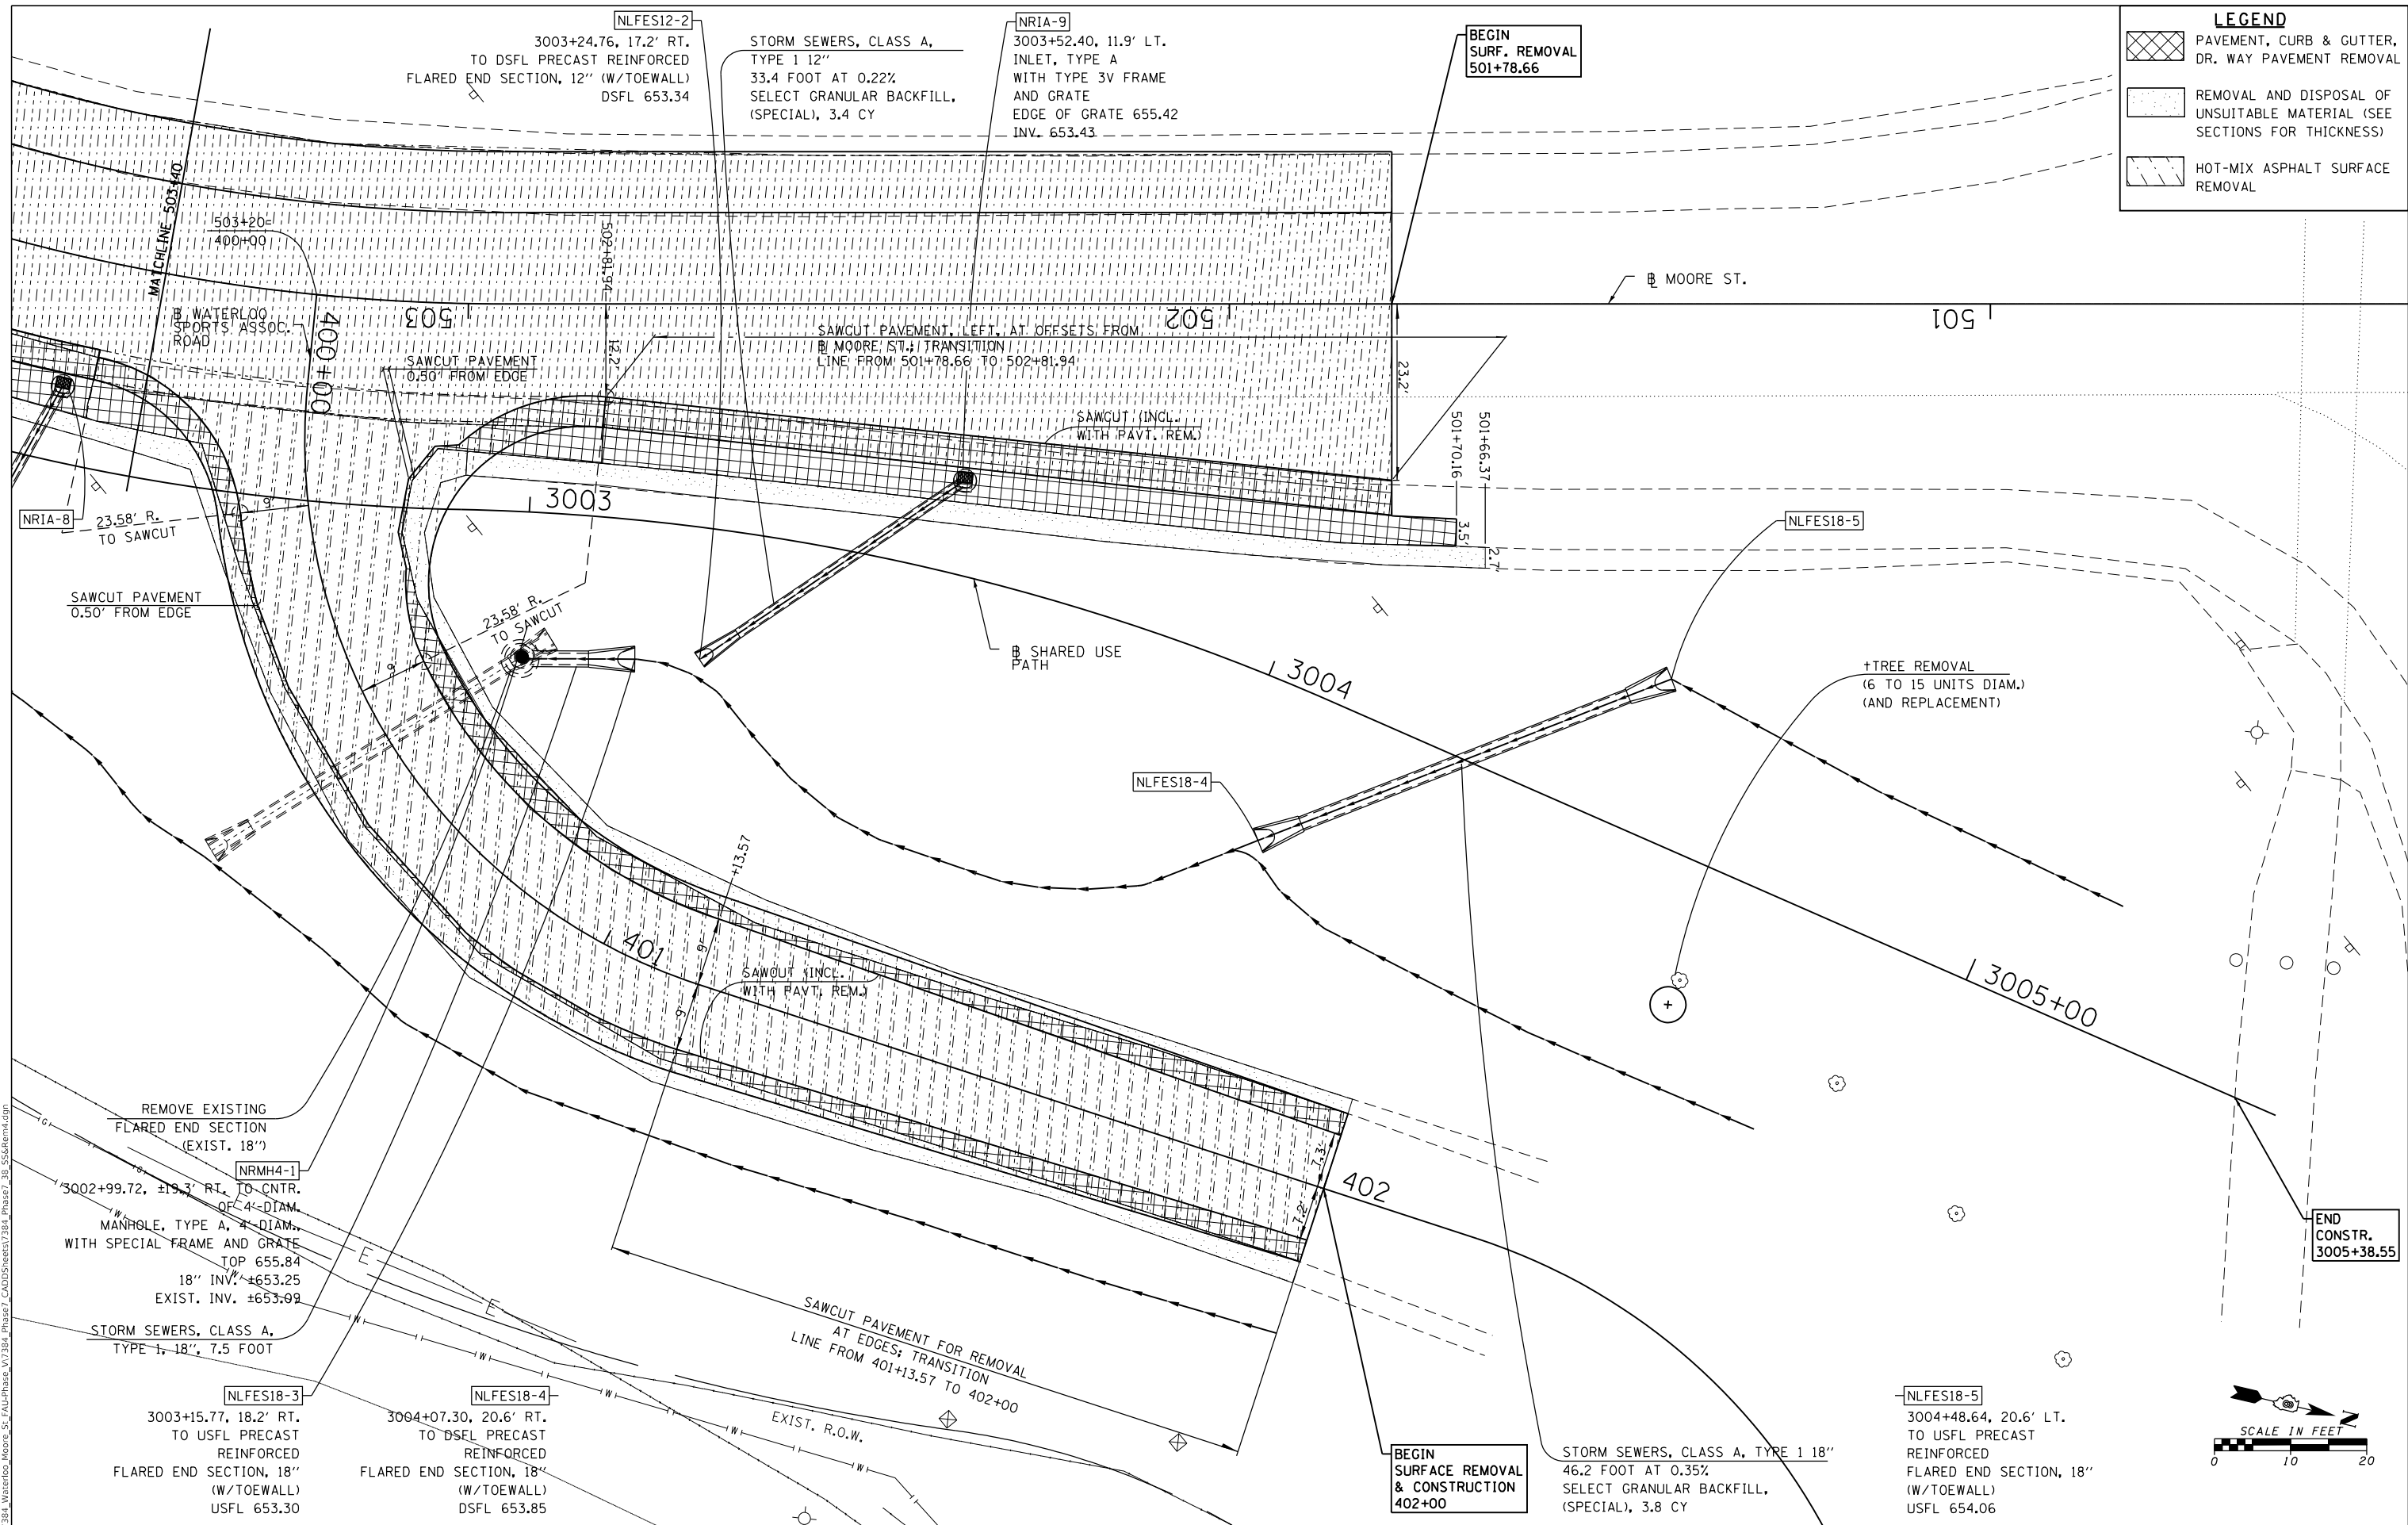 NLFES12-2
3003+24.76, 17.2' RT.
TO DSFL PRECAST REINFORCED
FLARED END SECTION, 12'' (W/TOEWALL)
DSFL 653.34
STORM SEWERS, CLASS A,
TYPE 1 12''
33.4 FOOT AT 0.22%
SELECT GRANULAR BACKFILL,
(SPECIAL), 3.4 CY
NRIA-9
3003+52.40, 11.9' LT.
INLET, TYPE A
WITH TYPE 3V FRAME
AND GRATE
EDGE OF GRATE 655.42
INV. 653.43
BEGIN
SURF. REMOVAL
501+78.66
LEGEND
PAVEMENT, CURB & GUTTER,
DR. WAY PAVEMENT REMOVAL
REMOVAL AND DISPOSAL OF
UNSUITABLE MATERIAL (SEE
SECTIONS FOR THICKNESS)
HOT-MIX ASPHALT SURFACE
REMOVAL
MATCHLINE 503+40
503+20=
400+00
502+81.94
℄ MOORE ST.
B WATERLOO
SPORTS ASSOC.
ROAD
400+00
503
502
501
SAWCUT PAVEMENT
0.50' FROM EDGE
12.2'
SAWCUT PAVEMENT, LEFT, AT OFFSETS FROM
B MOORE ST.; TRANSITION
LINE FROM 501+78.66 TO 502+81.94
23.2'
SAWCUT (INCL.
WITH PAVT. REM.)
501+70.16
501+66.37
3.5'
2.7'
NRIA-8
23.58' R.
TO SAWCUT
9'
3003
NLFES18-5
SAWCUT PAVEMENT
0.50' FROM EDGE
23.58' R.
TO SAWCUT
9'
B SHARED USE
PATH
3004
†TREE REMOVAL
(6 TO 15 UNITS DIAM.)
(AND REPLACEMENT)
NLFES18-4
+13.57
401
9'
9'
SAWCUT (INCL.
WITH PAVT. REM.)
3005+00
REMOVE EXISTING
FLARED END SECTION
(EXIST. 18'')
NRMH4-1
3002+99.72, ±19.3' RT. TO CNTR.
OF 4'-DIAM.
MANHOLE, TYPE A, 4'-DIAM.,
WITH SPECIAL FRAME AND GRATE
TOP 655.84
18'' INV. ±653.25
EXIST. INV. ±653.09
STORM SEWERS, CLASS A,
TYPE 1, 18'', 7.5 FOOT
7.3'
7.2'
402
END
CONSTR.
3005+38.55
SAWCUT PAVEMENT FOR REMOVAL
AT EDGES; TRANSITION
LINE FROM 401+13.57 TO 402+00
NLFES18-3
3003+15.77, 18.2' RT.
TO USFL PRECAST
REINFORCED
FLARED END SECTION, 18''
(W/TOEWALL)
USFL 653.30
NLFES18-4
3004+07.30, 20.6' RT.
TO DSFL PRECAST
REINFORCED
FLARED END SECTION, 18''
(W/TOEWALL)
DSFL 653.85
EXIST. R.O.W.
G
G
W
W
W
W
W
W
W
E
E
BEGIN
SURFACE REMOVAL
& CONSTRUCTION
402+00
STORM SEWERS, CLASS A, TYPE 1 18''
46.2 FOOT AT 0.35%
SELECT GRANULAR BACKFILL,
(SPECIAL), 3.8 CY
NLFES18-5
3004+48.64, 20.6' LT.
TO USFL PRECAST
REINFORCED
FLARED END SECTION, 18''
(W/TOEWALL)
USFL 654.06
N
SCALE IN FEET
0 10 20